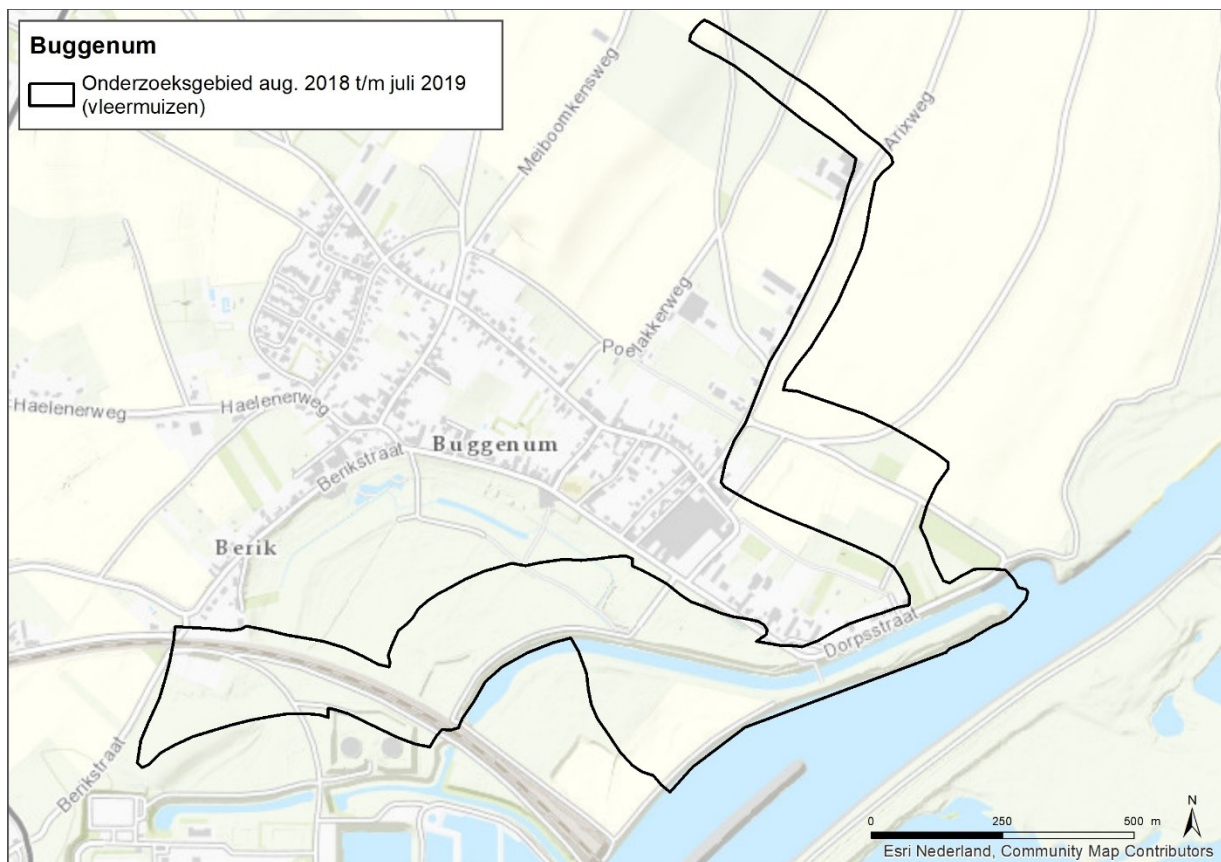 Buggenum
Onderzoeksgebied aug. 2018 t/m juli 2019
(vleermuizen)
Meiboomkensweg
Arixweg
Poelakkerweg
Haelenerweg
Haelenerweg
Buggenum
Berikstraat
Berik
Dorpsstraat
Berikstraat
N
0 250 500 m
Esri Nederland, Community Map Contributors